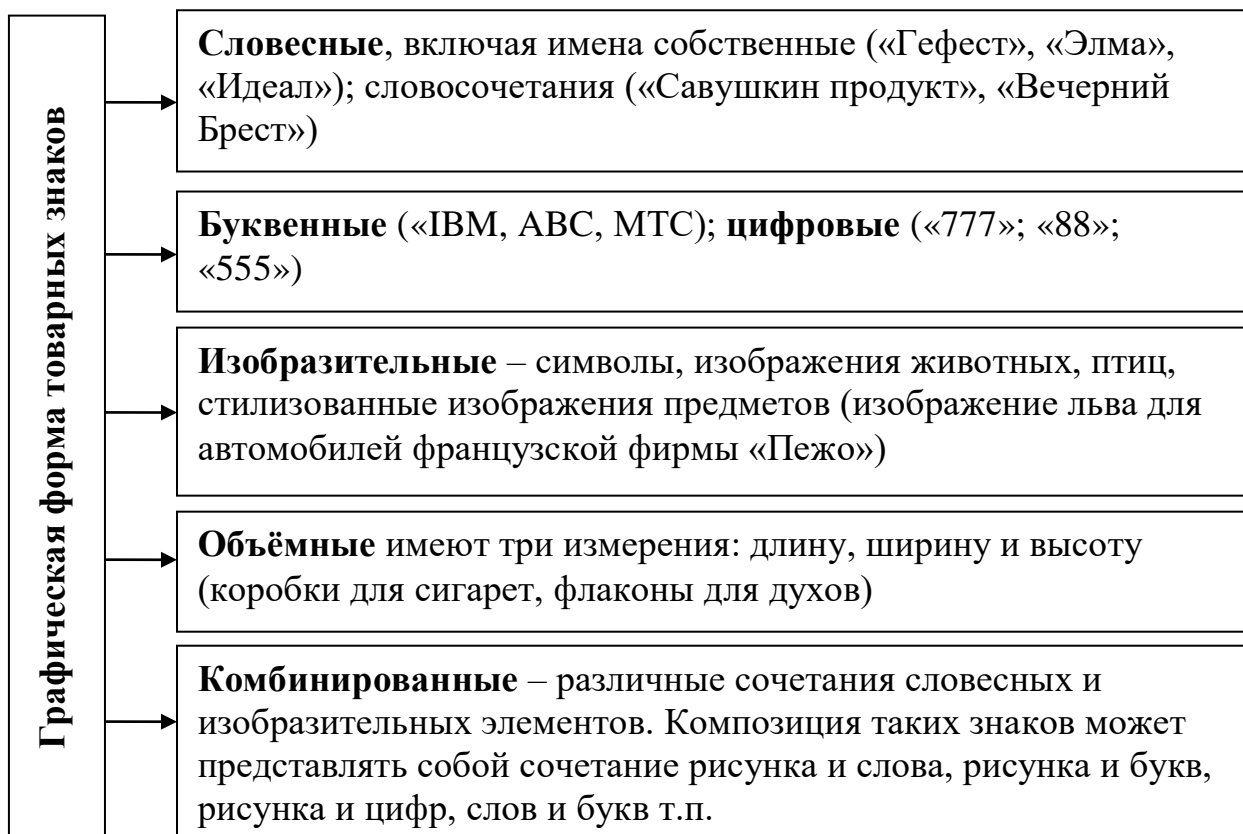 Графическая форма товарных знаков
Словесные, включая имена собственные («Гефест», «Элма»,
«Идеал»); словосочетания («Савушкин продукт», «Вечерний
Брест»)
Буквенные («IBM, ABC, МТС); цифровые («777»; «88»;
«555»)
Изобразительные – символы, изображения животных, птиц,
стилизованные изображения предметов (изображение льва для
автомобилей французской фирмы «Пежо»)
Объёмные имеют три измерения: длину, ширину и высоту
(коробки для сигарет, флаконы для духов)
Комбинированные – различные сочетания словесных и
изобразительных элементов. Композиция таких знаков может
представлять собой сочетание рисунка и слова, рисунка и букв,
рисунка и цифр, слов и букв т.п.